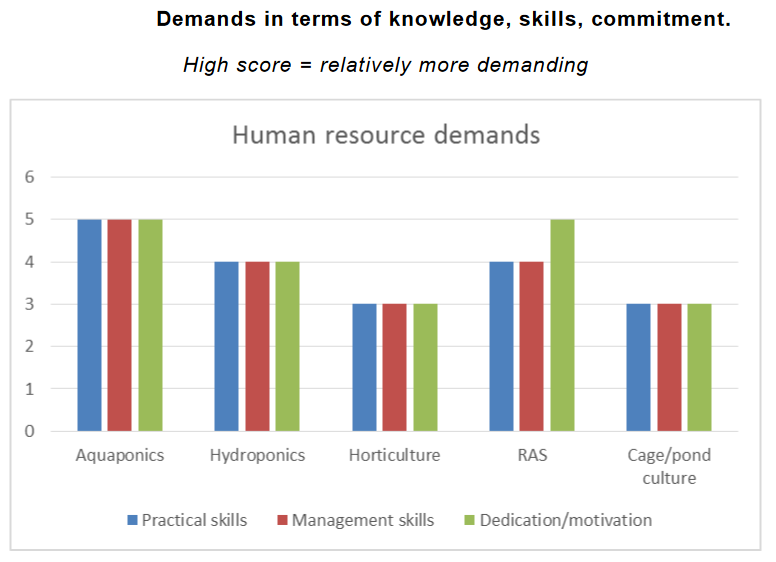 Demands in terms of knowledge, skills, commitment.
High score = relatively more demanding
Human resource demands
6
5
4
3
2
1
0
Aquaponics Hydroponics Horticulture RAS Cage/pond
culture
Practical skills Management skills Dedication/motivation